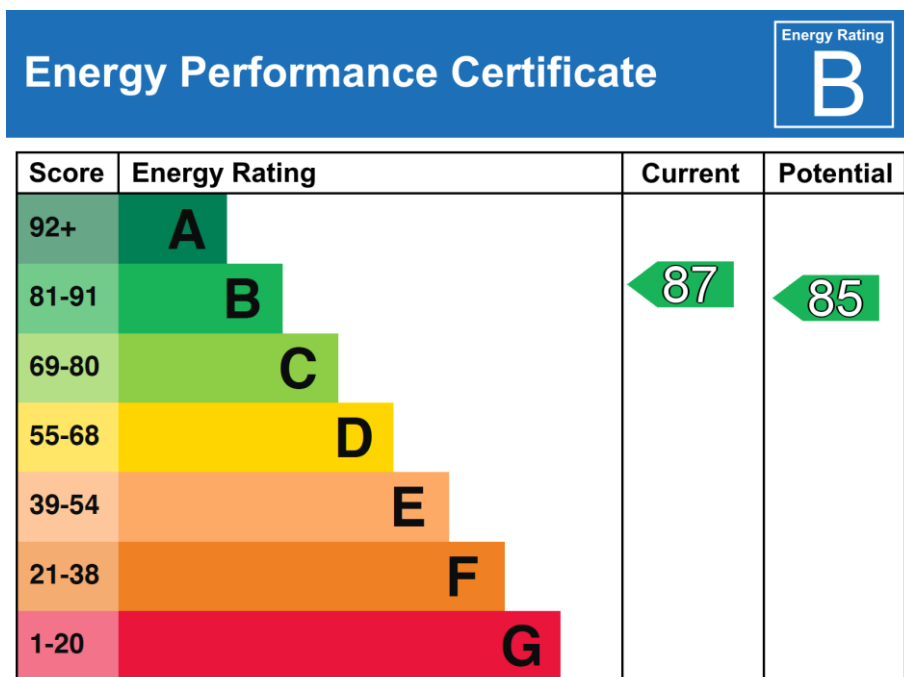 Energy Performance Certificate
Energy Rating
B
Score Energy Rating Current Potential
92+ A
81-91 B 87 85
69-80 C
55-68 D
39-54 E
21-38 F
1-20 G